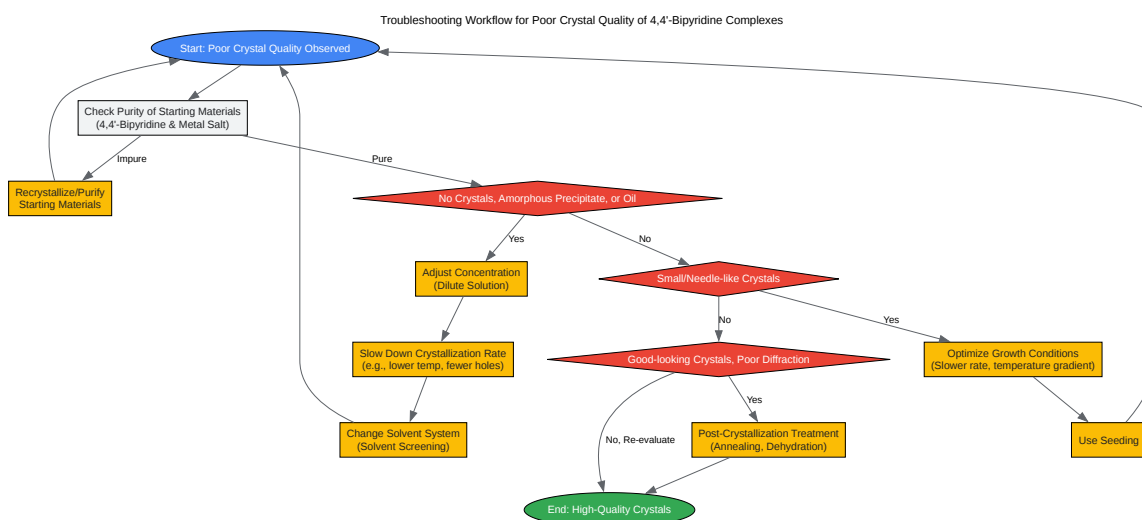 Troubleshooting Workflow for Poor Crystal Quality of 4,4'-Bipyridine Complexes
Start: Poor Crystal Quality Observed
Check Purity of Starting Materials
(4,4'-Bipyridine & Metal Salt)
Impure
Pure
Recrystallize/Purify
Starting Materials
No Crystals, Amorphous Precipitate, or Oil
Yes
No
Adjust Concentration
(Dilute Solution)
Small/Needle-like Crystals
No
Yes
Slow Down Crystallization Rate
(e.g., lower temp, fewer holes)
Good-looking Crystals, Poor Diffraction
Optimize Growth Conditions
(Slower rate, temperature gradient)
Yes
No, Re-evaluate
Change Solvent System
(Solvent Screening)
Post-Crystallization Treatment
(Annealing, Dehydration)
Use Seeding
End: High-Quality Crystals